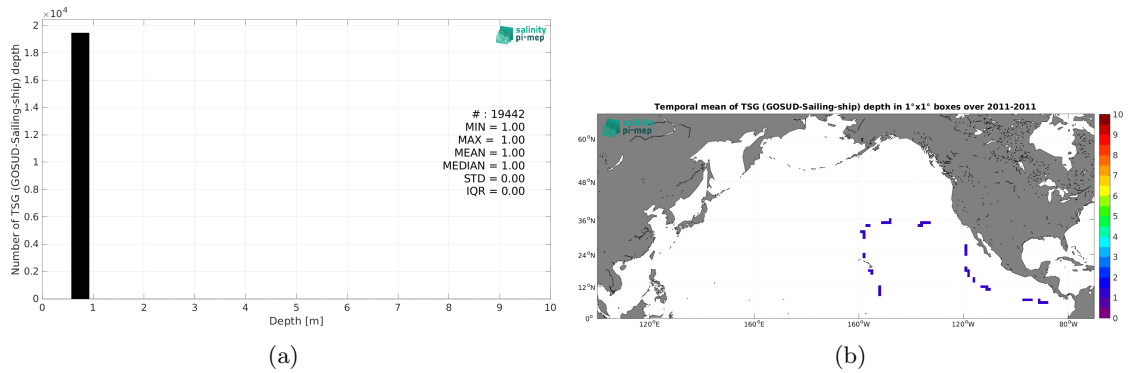 ×10⁴
2
1.8
1.6
1.4
1.2
1
0.8
0.6
0.4
0.2
0
Number of TSG (GOSUD-Sailing-ship) depth
salinity
pi-mep
# : 19442
MIN = 1.00
MAX = 1.00
MEAN = 1.00
MEDIAN = 1.00
STD = 0.00
IQR = 0.00
0 1 2 3 4 5 6 7 8 9 10
Depth [m]
(a)
Temporal mean of TSG (GOSUD-Sailing-ship) depth in 1°x1° boxes over 2011-2011
salinity
pi-mep
60°N
48°N
36°N
24°N
12°N
0°
120°E 160°E 160°W 120°W 80°W
10
9
8
7
6
5
4
3
2
1
0
(b)